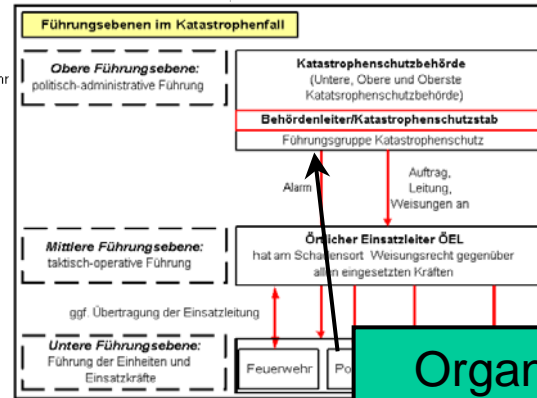 Führungsebenen im Katastrophenfall
hr
Obere Führungsebene:
politisch-administrative Führung
Katastrophenschutzbehörde
(Untere, Obere und Oberste
Katatsrophenschutzbehörde)
Behördenleiter/Katastrophenschutzstab
Führungsgruppe Katastrophenschutz
Alarm
Auftrag,
Leitung,
Weisungen an
Mittlere Führungsebene:
taktisch-operative Führung
Örtlicher Einsatzleiter ÖEL
hat am Schadensort Weisungsrecht gegenüber
allen eingesetzten Kräften
ggf. Übertragung der Einsatzleitung
Untere Führungsebene:
Führung der Einheiten und
Einsatzkräfte
Feuerwehr
Po
Organ